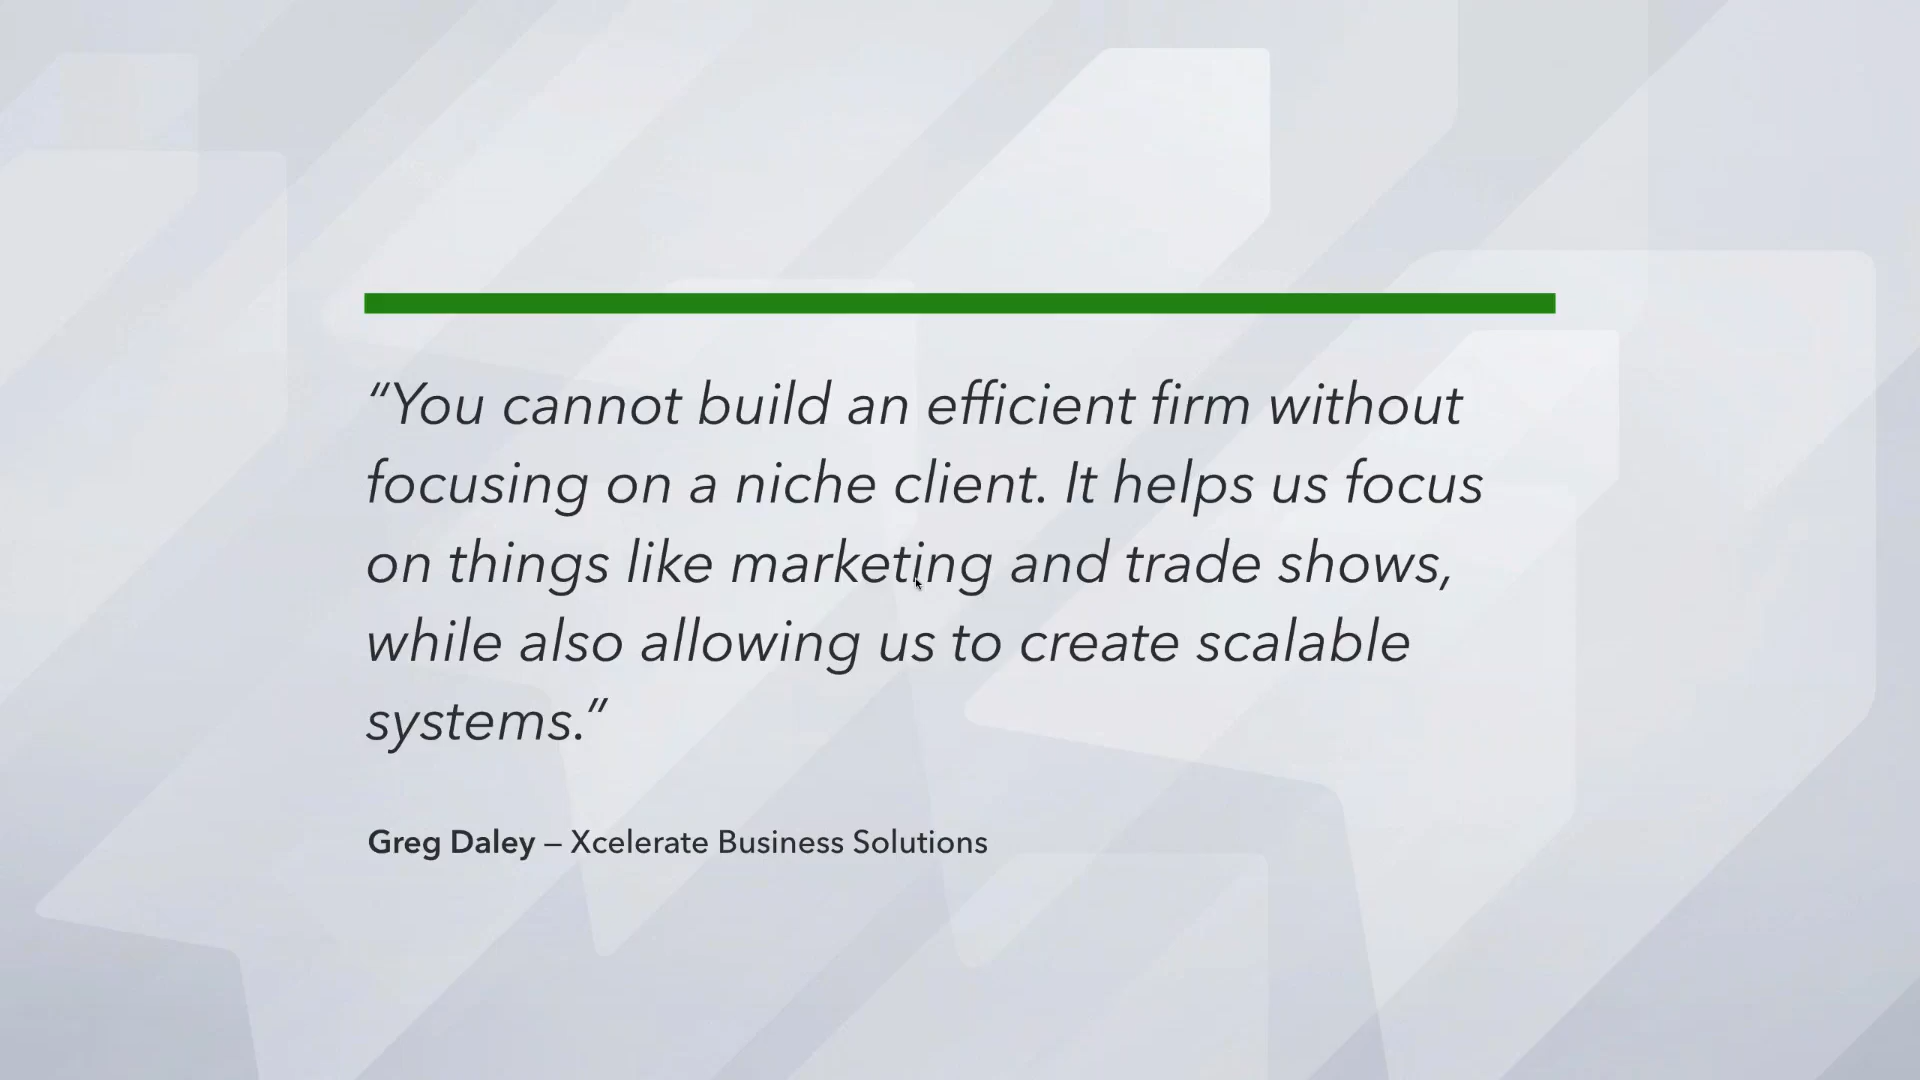 “You cannot build an efficient firm without
focusing on a niche client. It helps us focus
on things like marketing and trade shows,
while also allowing us to create scalable
systems.”
Greg Daley – Xcelerate Business Solutions